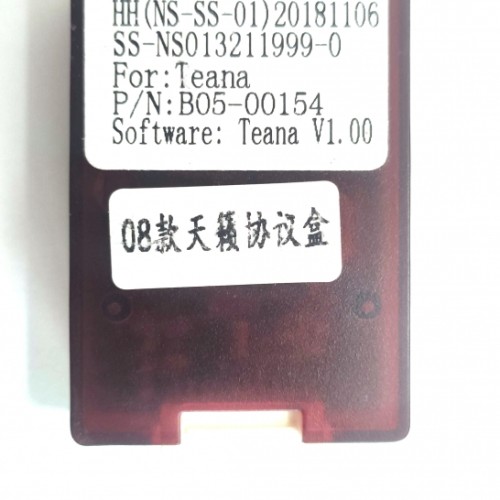 HH(NS-SS-01)20181106
SS-NS013211999-0
For:Teana
P/N:B05-00154
Software: Teana V1.00
08款天籁协议盒